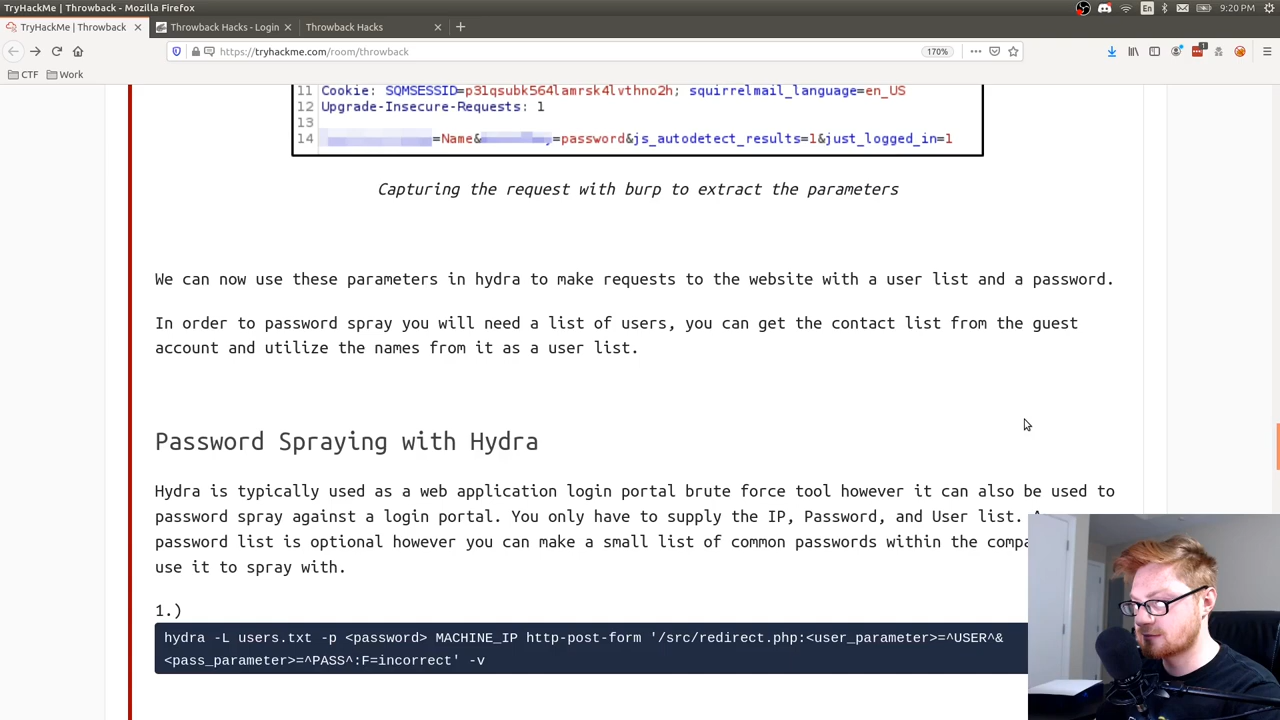 TryHackMe | Throwback - Mozilla Firefox
En
9:20 PM
TryHackMe | Throwback
Throwback Hacks - Login
Throwback Hacks
https://tryhackme.com/room/throwback
170%
CTF
Work
11 Cookie: SQMSESSID=p31qsubk564lamrsk4lvthno2h; squirrelmail_language=en_US
12 Upgrade-Insecure-Requests: 1
13
14 =Name& =password&js_autodetect_results=1&just_logged_in=1
Capturing the request with burp to extract the parameters
We can now use these parameters in hydra to make requests to the website with a user list and a password.
In order to password spray you will need a list of users, you can get the contact list from the guest
account and utilize the names from it as a user list.
Password Spraying with Hydra
Hydra is typically used as a web application login portal brute force tool however it can also be used to
password spray against a login portal. You only have to supply the IP, Password, and User list.
password list is optional however you can make a small list of common passwords within the
use it to spray with.
1.)
hydra -L users.txt -p <password> MACHINE_IP http-post-form '/src/redirect.php:<user_parameter>=^USER^&
<pass_parameter>=^PASS^:F=incorrect' -v